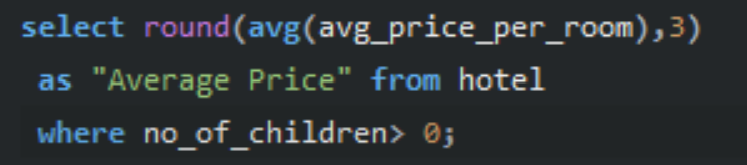 select round(avg(avg_price_per_room),3)
as "Average Price" from hotel
where no_of_children> 0;